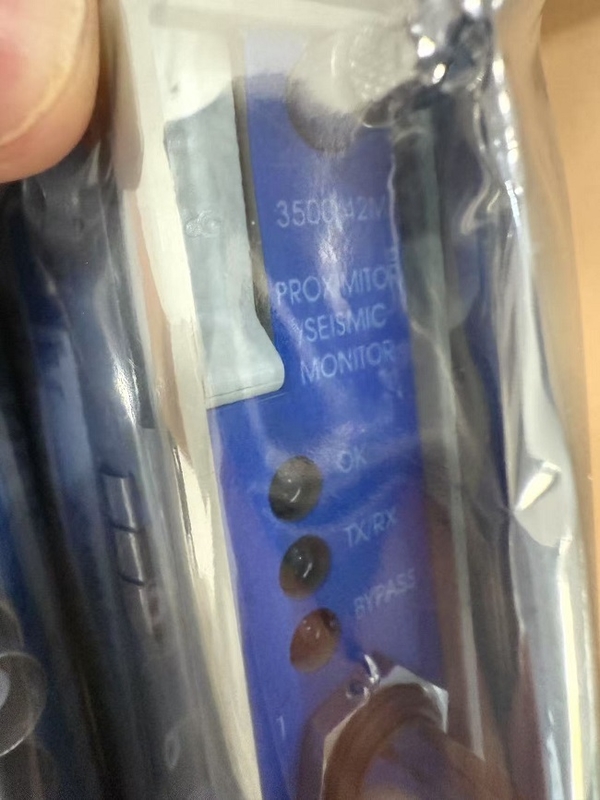 3500/42M
PROXIMITOR
/SEISMIC
MONITOR
OK
TX/RX
BYPASS
1